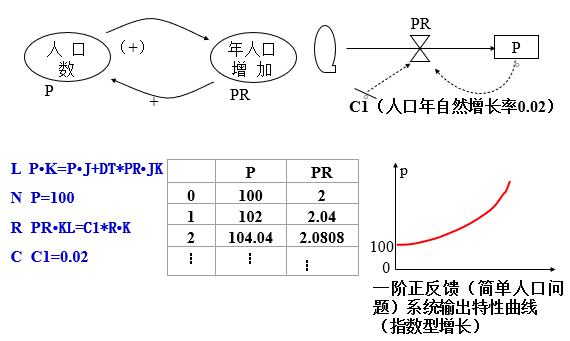 人 口
数
P
（+）
+
年人口
增 加
PR
PR
P
C1（人口年自然增长率0.02）
L P•K=P•J+DT*PR•JK
N P=100
R PR•KL=C1*R•K
C C1=0.02
P PR
0 100 2
1 102 2.04
2 104.04 2.0808
⋮ ⋮ ⋮
p
100
0
一阶正反馈（简单人口问
题）系统输出特性曲线
（指数型增长）